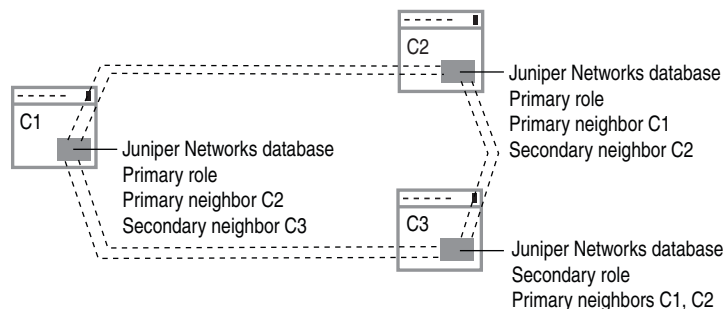 C2
Juniper Networks database
Primary role
Primary neighbor C1
Secondary neighbor C2
C1
Juniper Networks database
Primary role
Primary neighbor C2
Secondary neighbor C3
C3
Juniper Networks database
Secondary role
Primary neighbors C1, C2